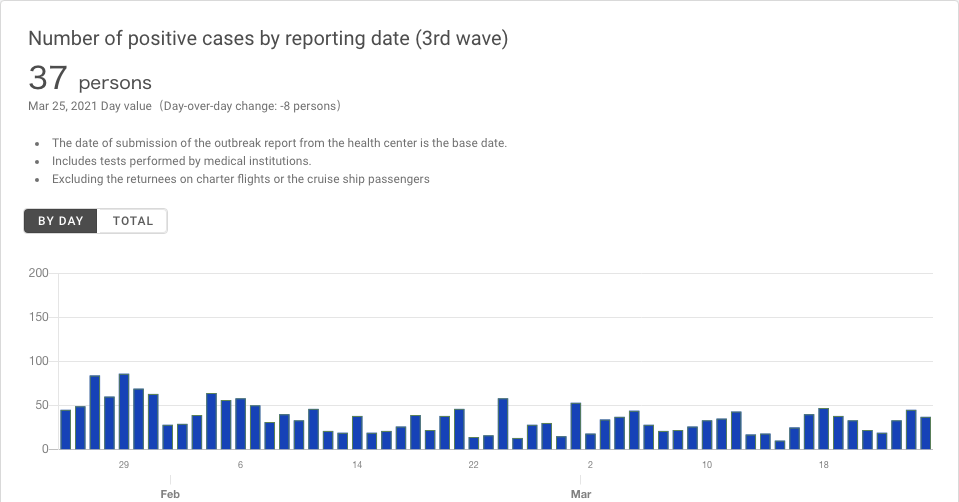 Number of positive cases by reporting date (3rd wave)
37 persons
Mar 25, 2021 Day value (Day-over-day change: -8 persons)
• The date of submission of the outbreak report from the health center is the base date.
• Includes tests performed by medical institutions.
• Excluding the returnees on charter flights or the cruise ship passengers
BY DAY TOTAL
200
150
100
50
0
29 6 14 22 2 10 18
Feb Mar